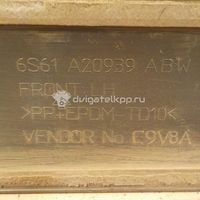 6S61 A20939 ABW
FRONT LH
dvigatelkpp.ru
>PP+EPDM-TD10<
VENDOR No C9V8A